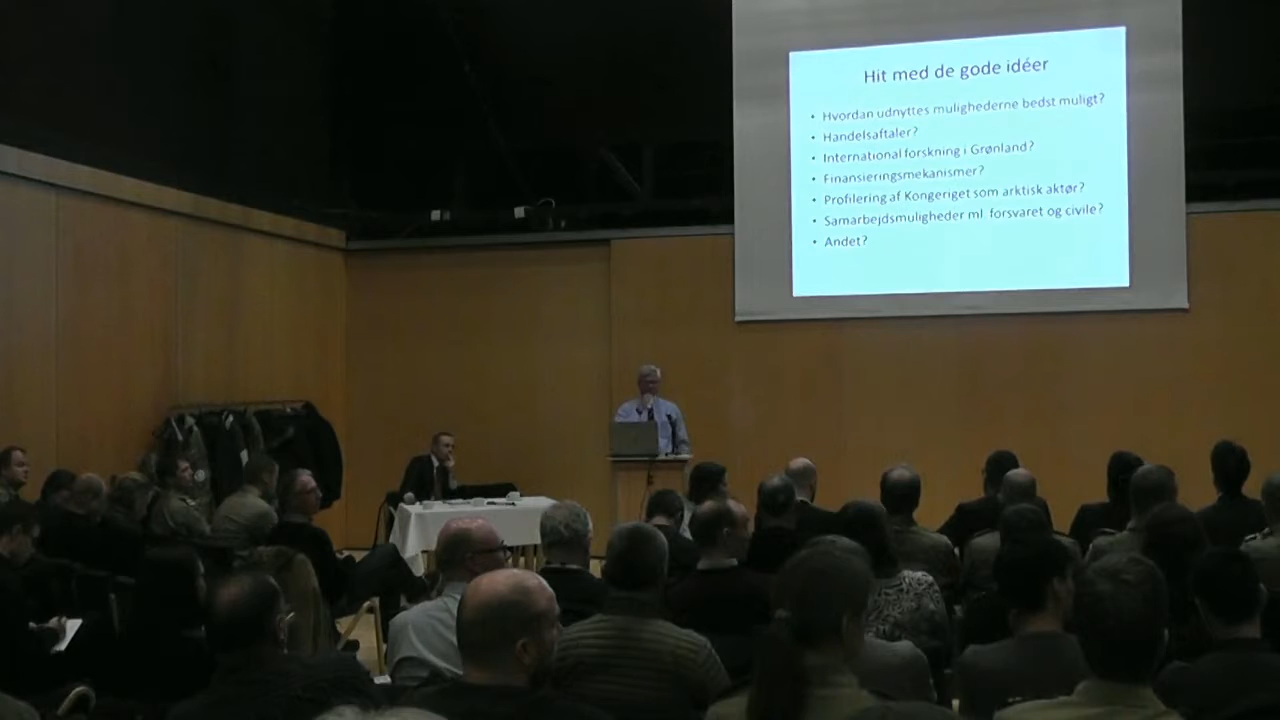 Hit med de gode idéer
• Hvordan udnyttes mulighederne bedst muligt?
• Handelsaftaler?
• International forskning i Grønland?
• Finansieringsmekanismer?
• Profilering af Kongeriget som arktisk aktør?
• Samarbejdsmuligheder ml forsvaret og civile?
• Andet?